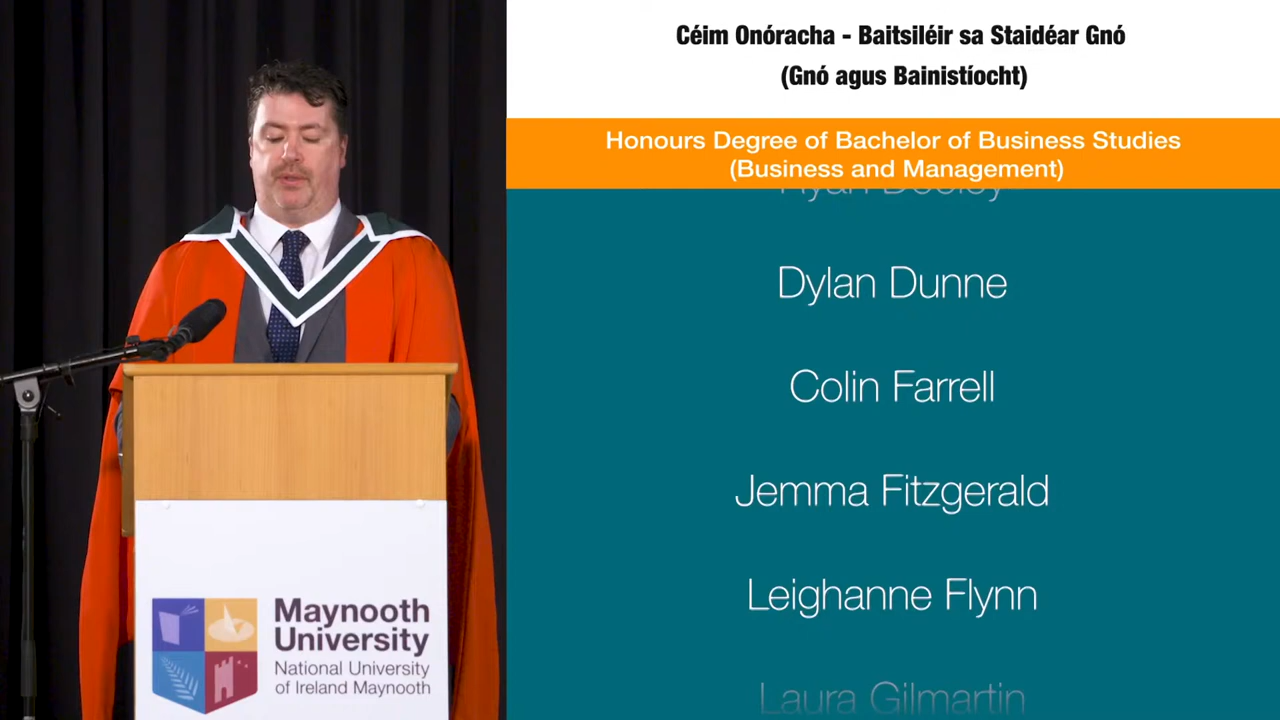 Céim Onóracha - Baitsiléir sa Staidéar Gnó
(Gnó agus Bainistíocht)
Honours Degree of Bachelor of Business Studies
(Business and Management)
Dylan Dunne
Colin Farrell
Jemma Fitzgerald
Leighanne Flynn
Laura Gilmartin
Maynooth
University
National University
of Ireland Maynooth